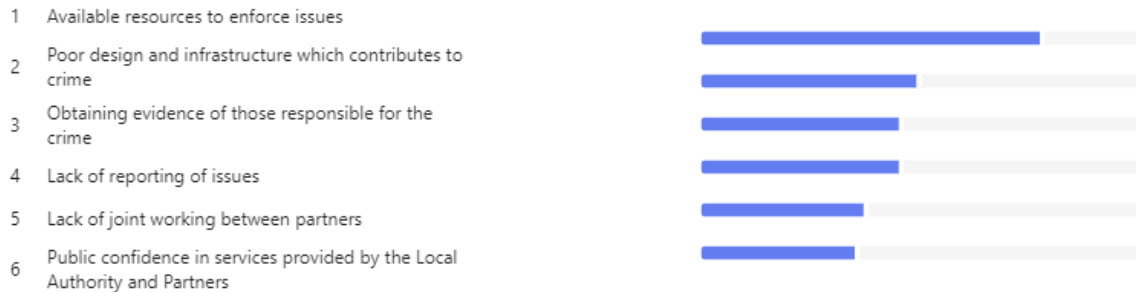 1 Available resources to enforce issues
2 Poor design and infrastructure which contributes to
crime
3 Obtaining evidence of those responsible for the
crime
4 Lack of reporting of issues
5 Lack of joint working between partners
6 Public confidence in services provided by the Local
Authority and Partners